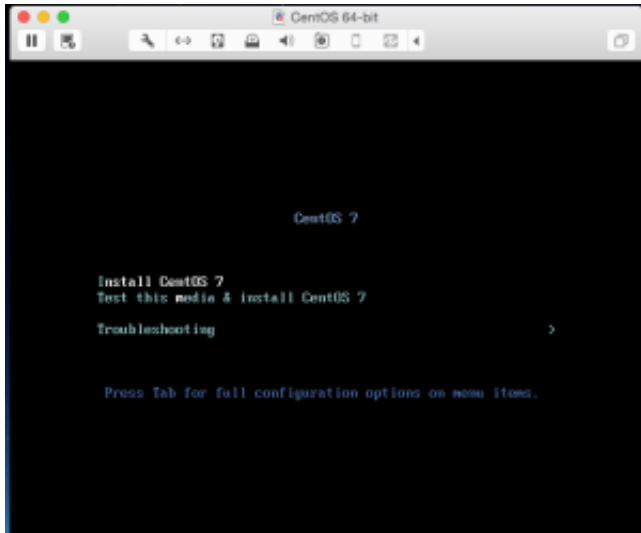 CentOS 64-bit
CentOS 7
Install CentOS 7
Test this media & install CentOS 7
Troubleshooting >
Press Tab for full configuration options on menu items.